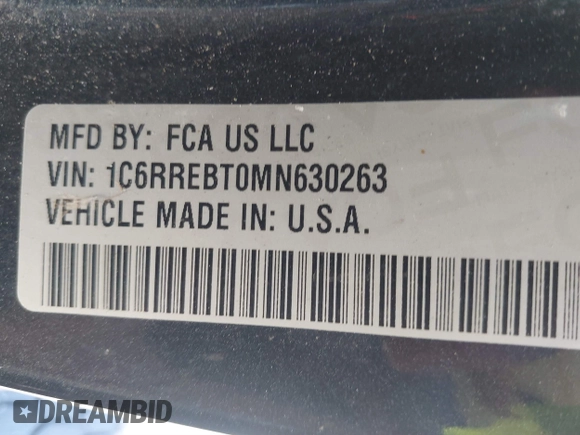 MFD BY: FCA US LLC
VIN: 1C6RREBT0MN630263
VEHICLE MADE IN: U.S.A.
DREAMBID